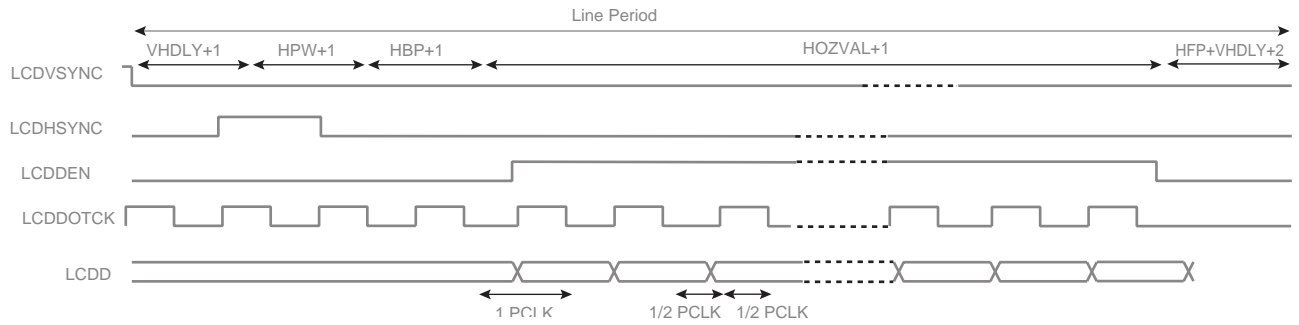 Line Period
VHDLY+1 HPW+1 HBP+1 HOZVAL+1 HFP+VHDLY+2
LCDVSYNC
LCDHSYNC
LCDDEN
LCDDOTCK
LCDD
1 PCLK 1/2 PCLK 1/2 PCLK